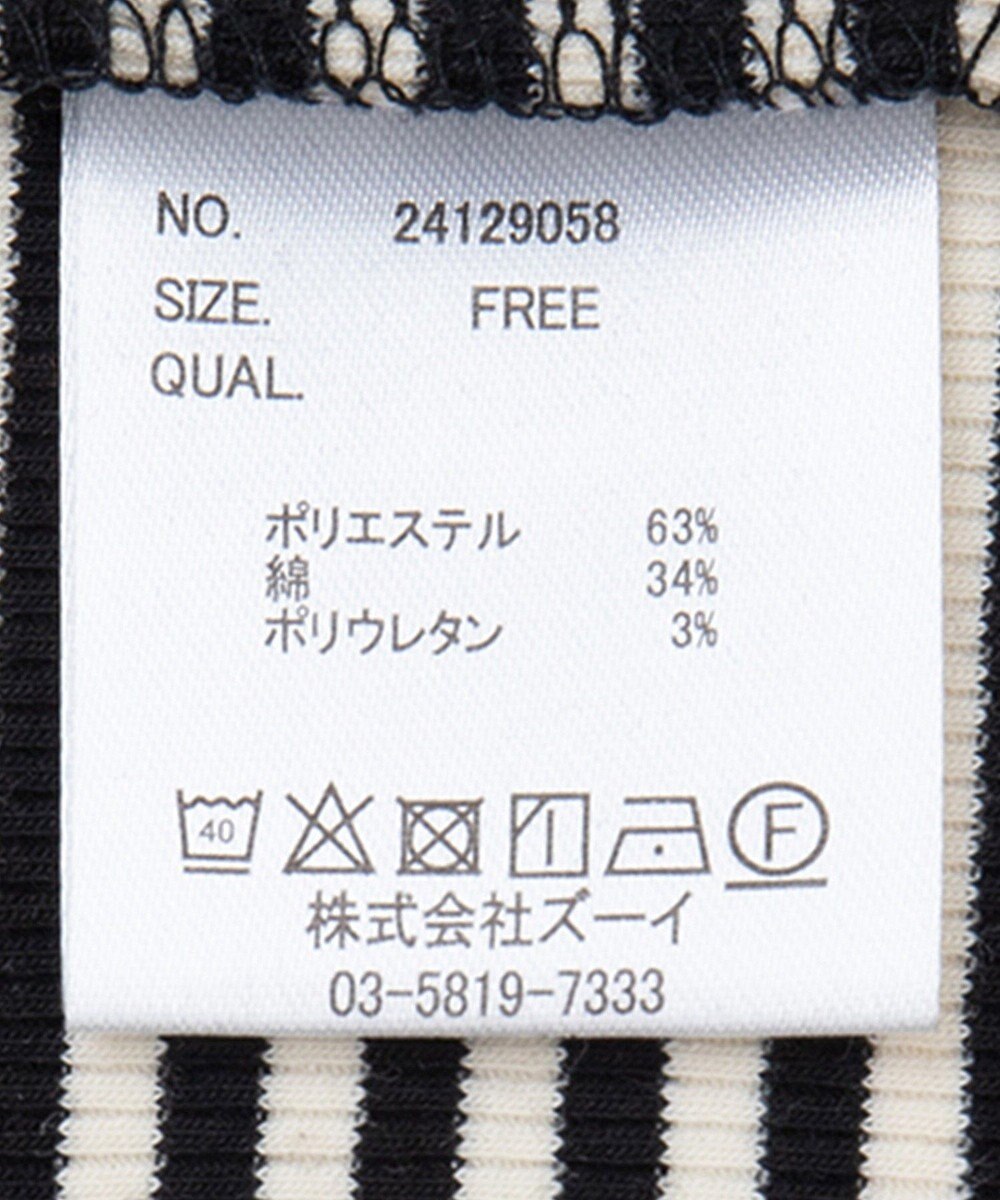 NO. 24129058
SIZE. FREE
QUAL.
ポリエステル 63%
綿 34%
ポリウレタン 3%
40 F
株式会社ズーイ
03-5819-7333